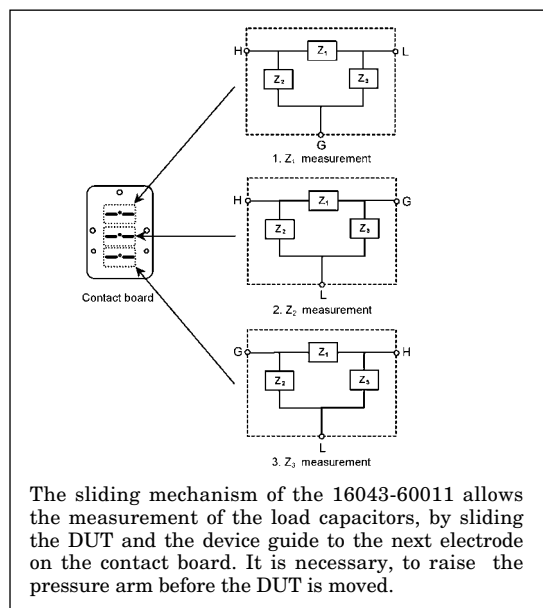 H
Z1
L
Z2
Z3
G
1. Z1 measurement
H
Z1
G
Z2
Z3
L
2. Z2 measurement
Contact board
G
Z1
H
Z2
Z3
L
3. Z3 measurement
The sliding mechanism of the 16043-60011 allows
the measurement of the load capacitors, by sliding
the DUT and the device guide to the next electrode
on the contact board. It is necessary, to raise the
pressure arm before the DUT is moved.